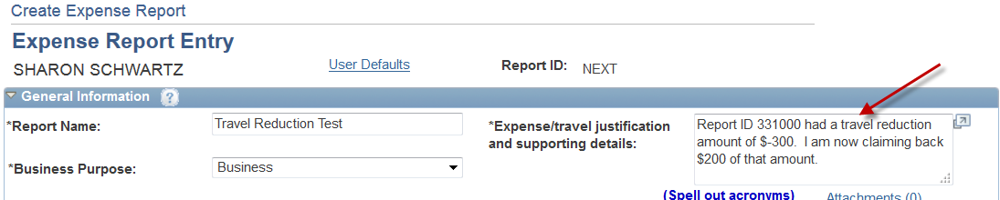 Create Expense Report
Expense Report Entry
SHARON SCHWARTZ
User Defaults
Report ID:
NEXT
General Information ?
*Report Name:
Travel Reduction Test
*Expense/travel justification
and supporting details:
Report ID 331000 had a travel reduction
amount of $-300.  I am now claiming back
$200 of that amount.
*Business Purpose:
Business
(Spell out acronyms)
Attachments (0)